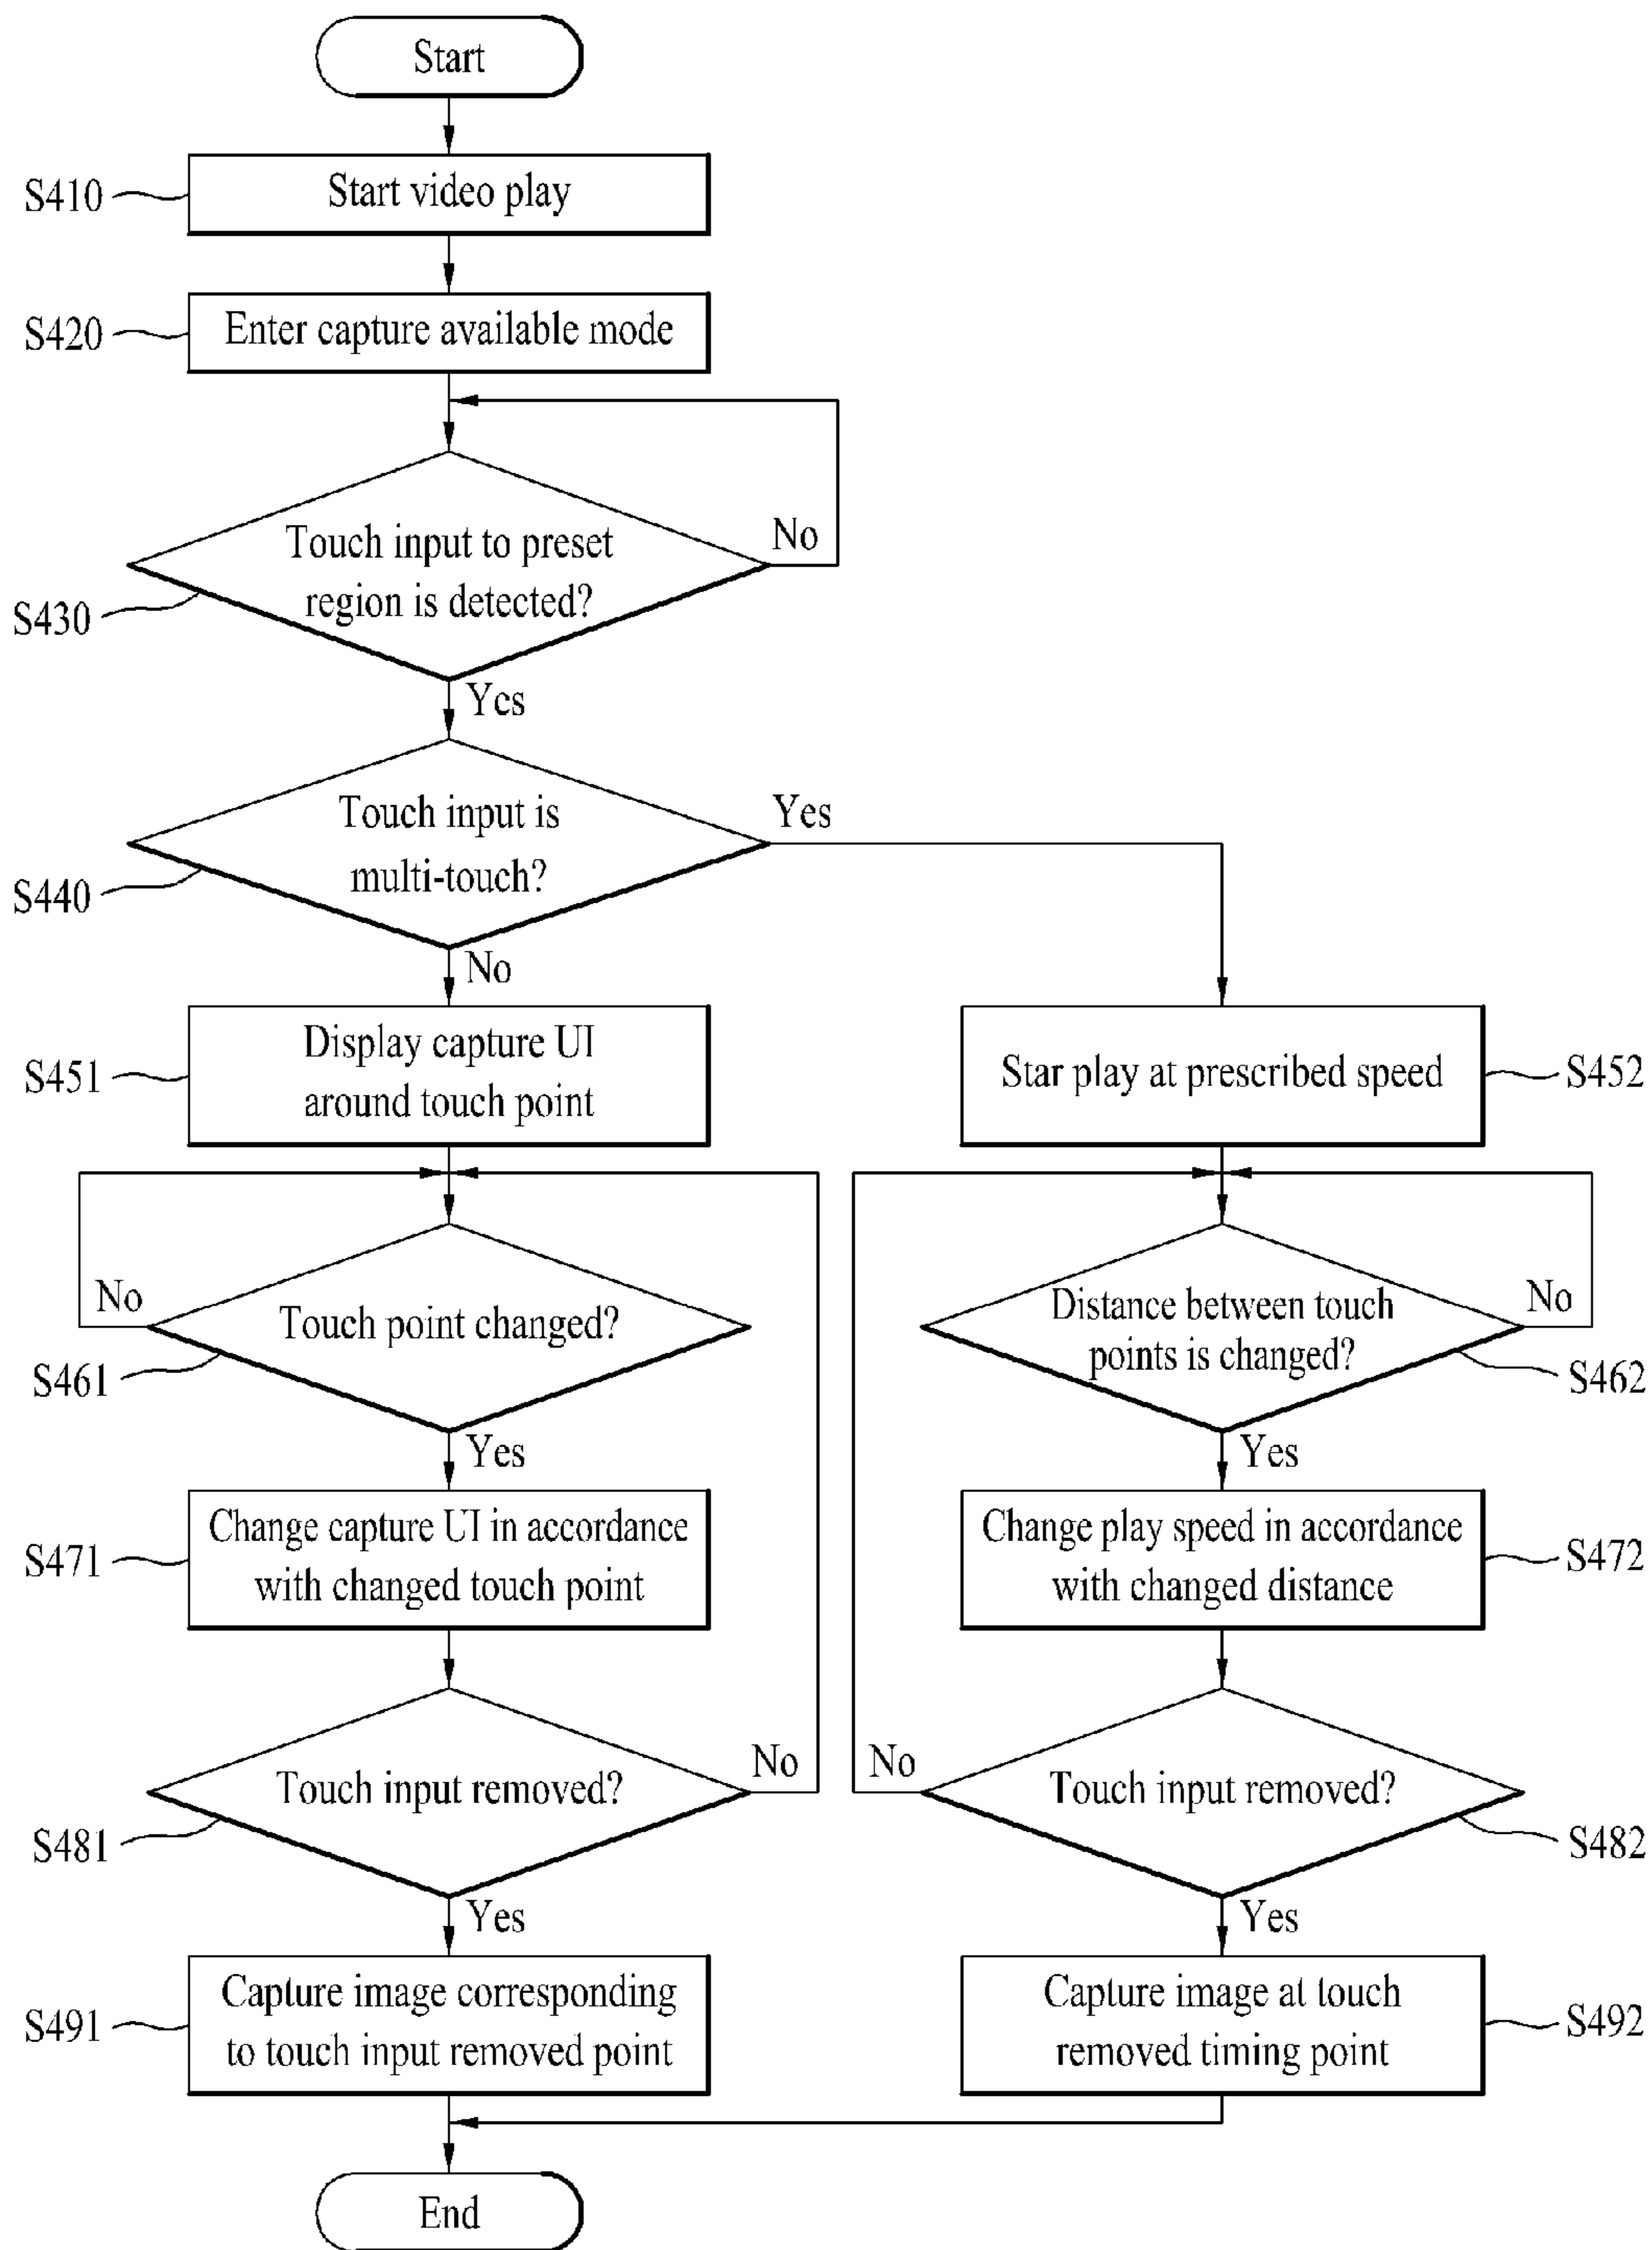 Start
S410
Start video play
S420
Enter capture available mode
Touch input to preset
region is detected?
No
S430
Yes
Touch input is
multi-touch?
Yes
S440
No
S451
Display capture UI
around touch point
Star play at prescribed speed
S452
No
Touch point changed?
S461
Yes
Distance between touch
points is changed?
No
S462
Yes
S471
Change capture UI in accordance
with changed touch point
Change play speed in accordance
with changed distance
S472
Touch input removed?
No
S481
Yes
No
Touch input removed?
S482
Yes
S491
Capture image corresponding
to touch input removed point
Capture image at touch
removed timing point
S492
End